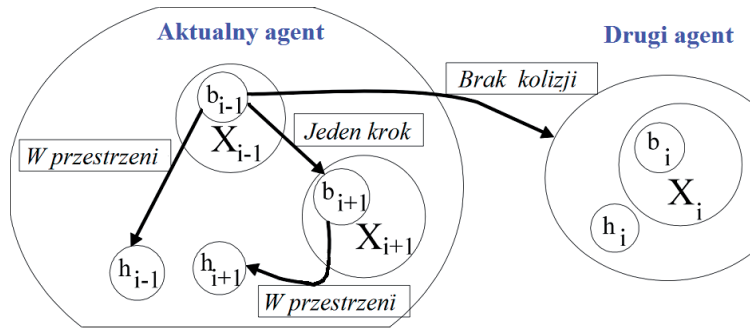 Aktualny agent
Drugi agent
Brak kolizji
b i-1
X i-1
Jeden krok
W przestrzeni
b i
X i
h i
b i+1
X i+1
h i-1
h i+1
W przestrzeni